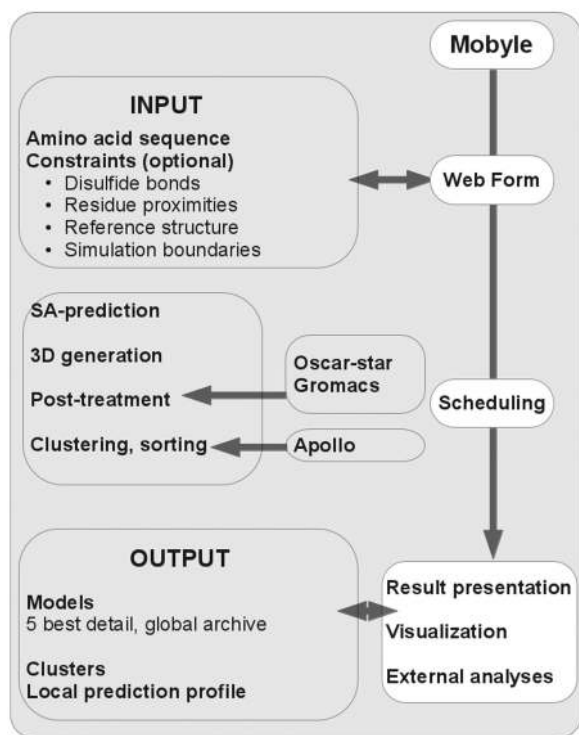 Mobyle
INPUT
Amino acid sequence
Constraints (optional)
• Disulfide bonds
• Residue proximities
• Reference structure
• Simulation boundaries
Web Form
SA-prediction
3D generation
Post-treatment
Clustering, sorting
Oscar-star
Gromacs
Apollo
Scheduling
OUTPUT
Models
5 best detail, global archive
Clusters
Local prediction profile
Result presentation
Visualization
External analyses